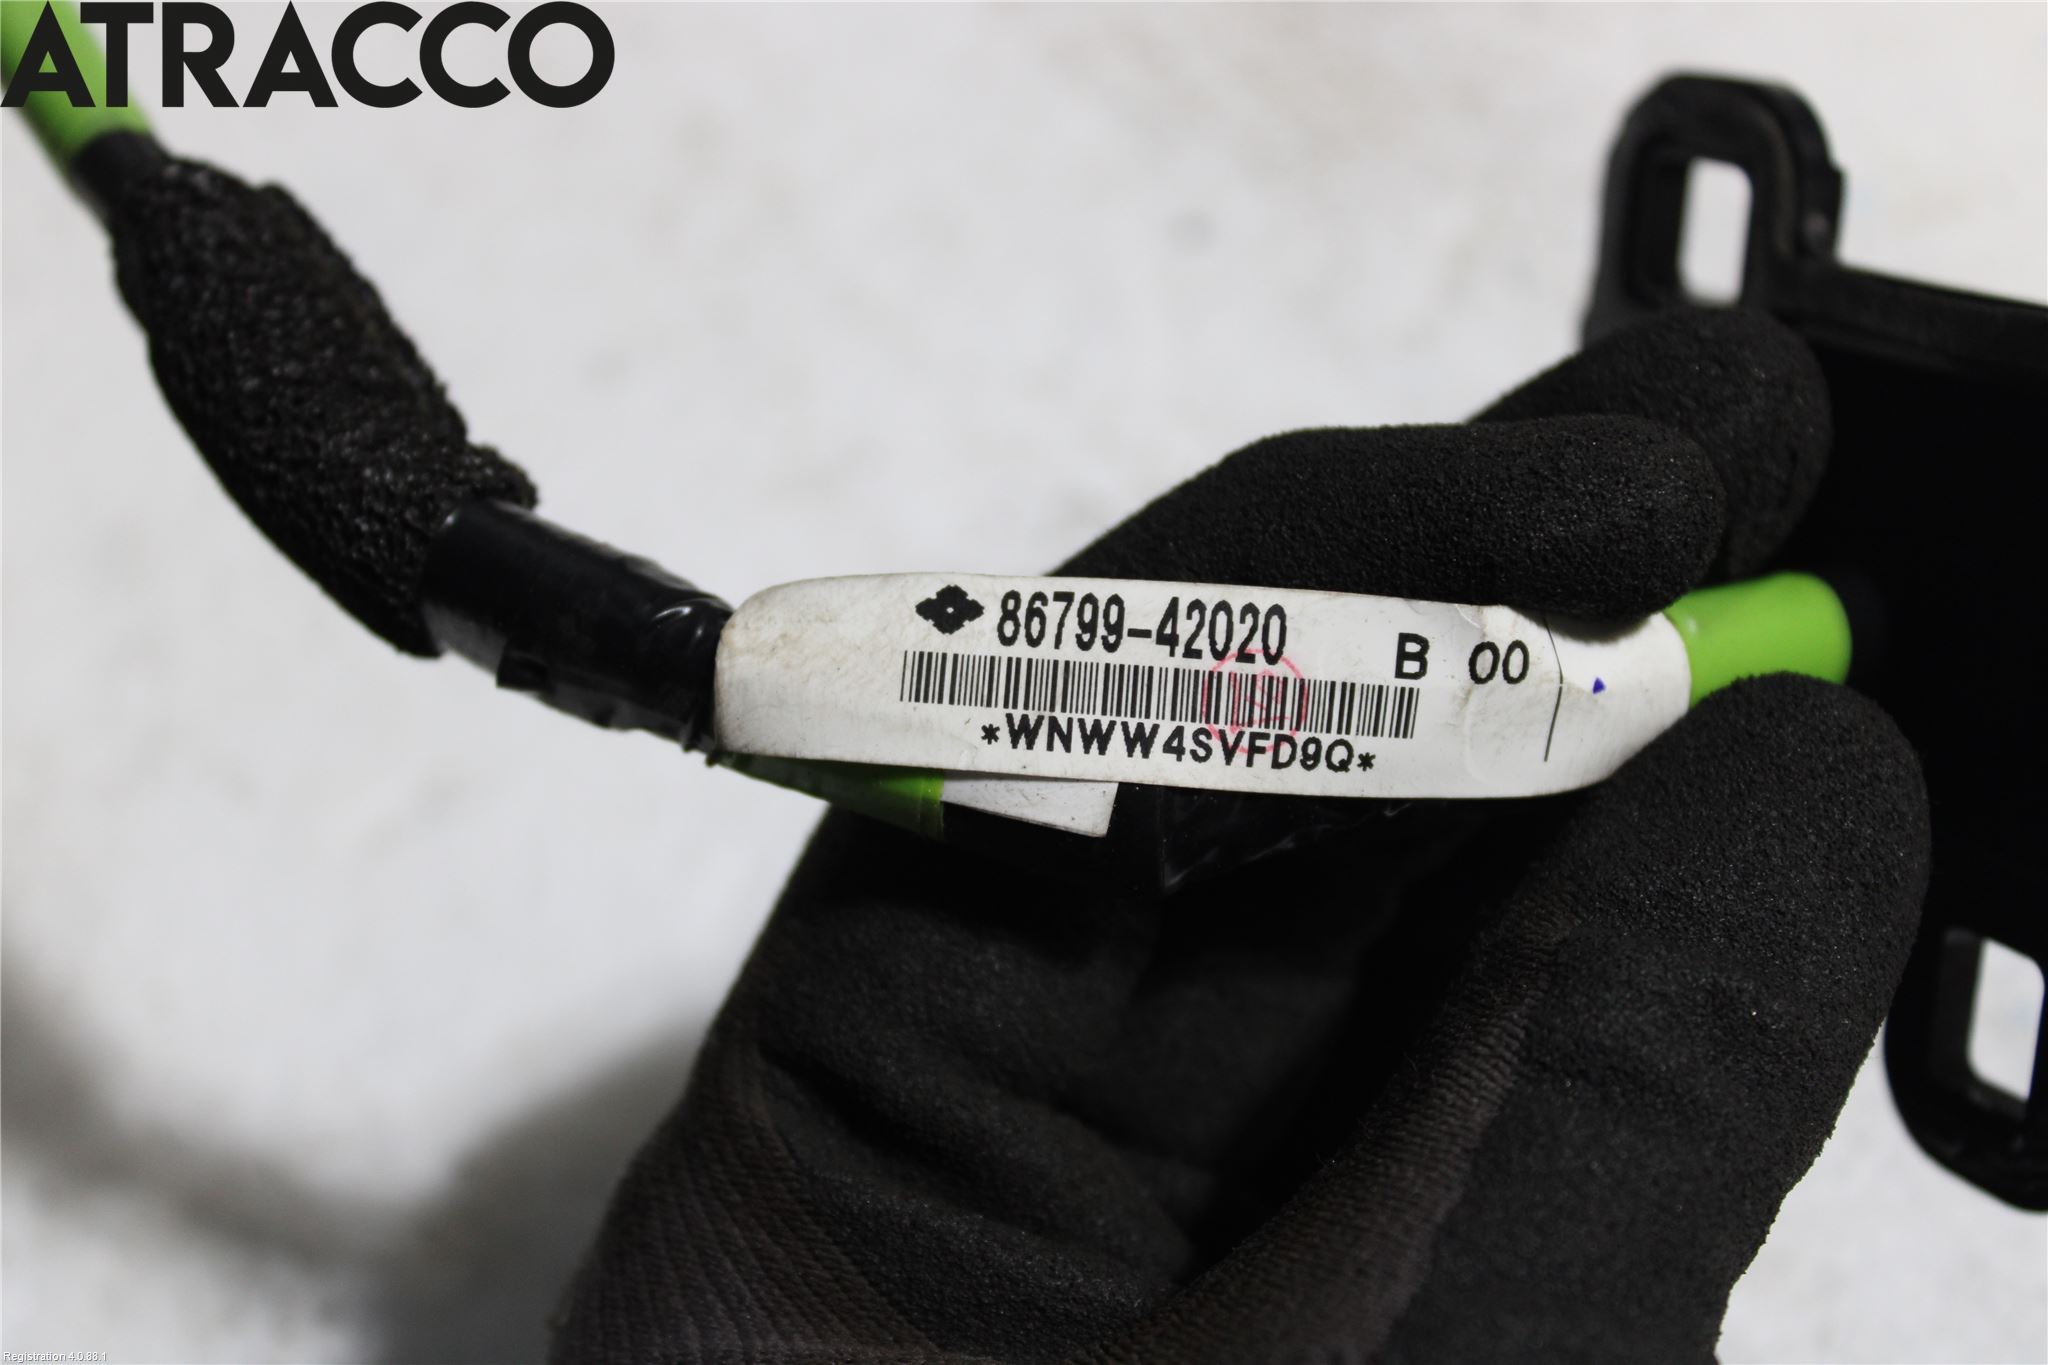 ATRACCO
86799-42020 B 00
*WNWW4SVFD9Q*
Registration 4.0.88.1